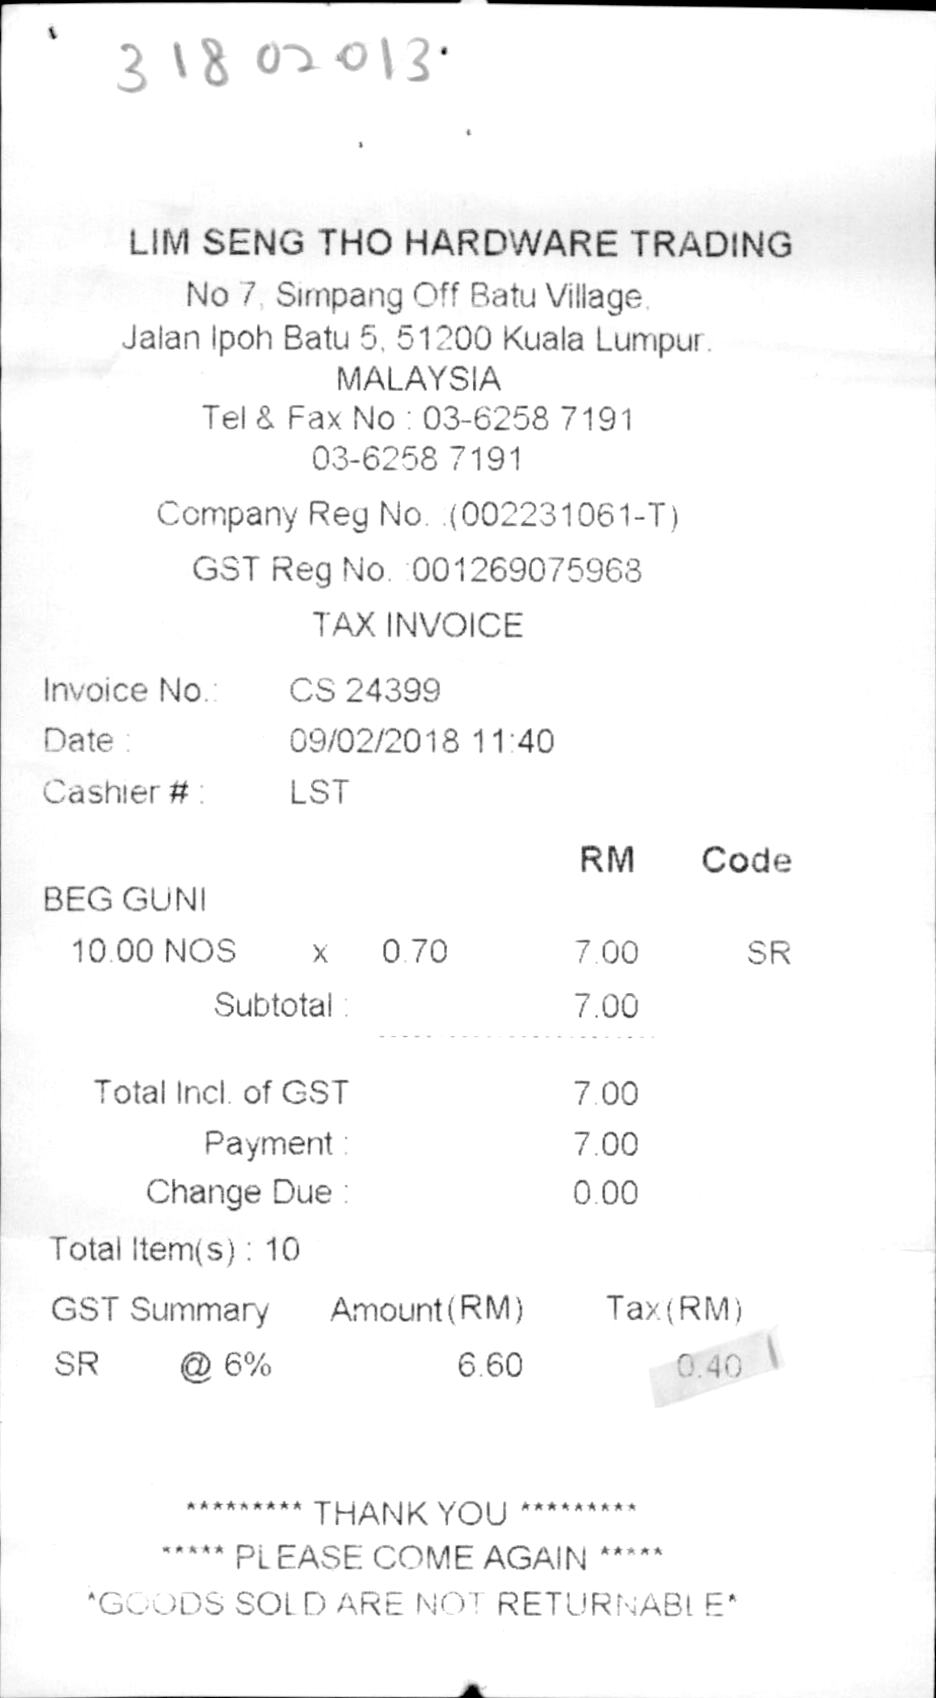 31802013
LIM SENG THO HARDWARE TRADING
No 7, Simpang Off Batu Village,
Jalan Ipoh Batu 5, 51200 Kuala Lumpur.
MALAYSIA
Tel & Fax No : 03-6258 7191
03-6258 7191
Company Reg No. :(002231061-T)
GST Reg No. :001269075968
TAX INVOICE
Invoice No.: CS 24399
Date : 09/02/2018 11:40
Cashier # : LST
RM Code
BEG GUNI
10.00 NOS x 0.70 7.00 SR
Subtotal : 7.00
Total Incl. of GST 7.00
Payment : 7.00
Change Due : 0.00
Total Item(s) : 10
GST Summary Amount(RM) Tax(RM)
SR @ 6% 6.60 0.40
********* THANK YOU *********
***** PLEASE COME AGAIN *****
*GOODS SOLD ARE NOT RETURNABLE*